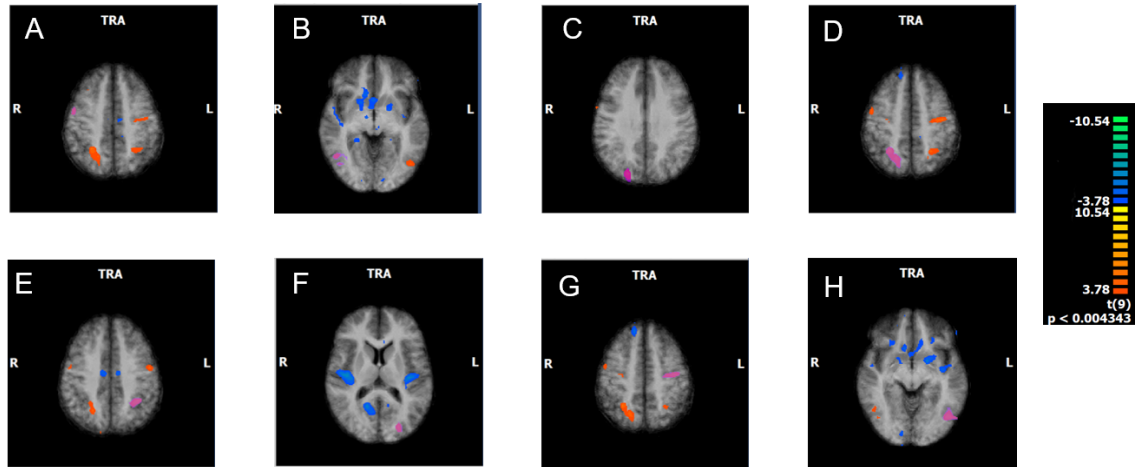 A
TRA
R
L
B
TRA
R
L
C
TRA
R
L
D
TRA
R
L
E
TRA
R
L
F
TRA
R
L
G
TRA
R
L
H
TRA
R
L
-10.54
-3.78
10.54
3.78
t(9)
p < 0.004343